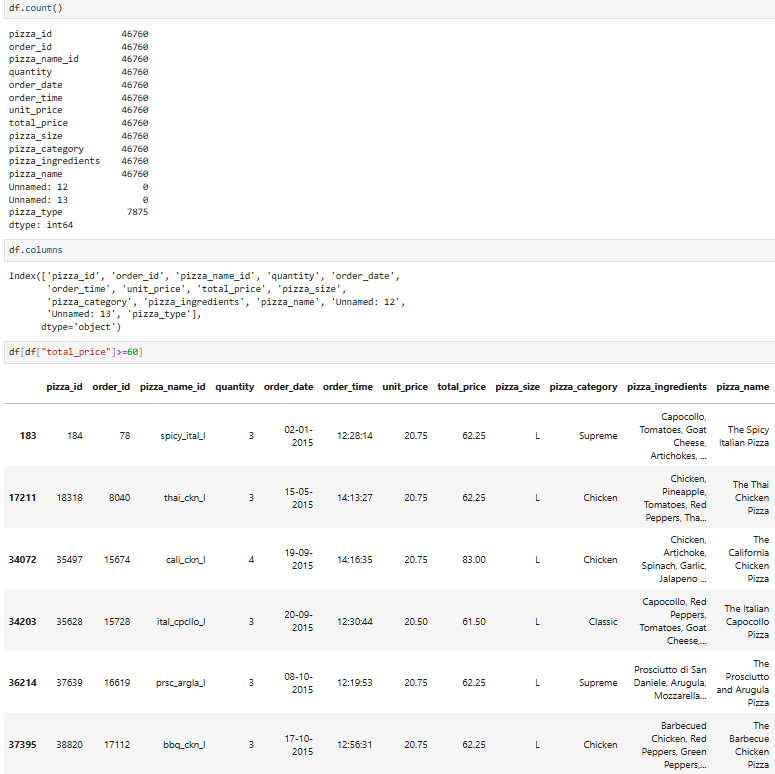 df.count()
pizza_id 46760
order_id 46760
pizza_name_id 46760
quantity 46760
order_date 46760
order_time 46760
unit_price 46760
total_price 46760
pizza_size 46760
pizza_category 46760
pizza_ingredients 46760
pizza_name 46760
Unnamed: 12 0
Unnamed: 13 0
pizza_type 7875
dtype: int64
df.columns
Index(['pizza_id', 'order_id', 'pizza_name_id', 'quantity', 'order_date',
'order_time', 'unit_price', 'total_price', 'pizza_size',
'pizza_category', 'pizza_ingredients', 'pizza_name', 'Unnamed: 12',
'Unnamed: 13', 'pizza_type'],
dtype='object')
df[df["total_price"]>=60]
pizza_id order_id pizza_name_id quantity order_date order_time unit_price total_price pizza_size pizza_category pizza_ingredients pizza_name
183 184 78 spicy_ital_l 3 02-01-2015 12:28:14 20.75 62.25 L Supreme Capocollo, Tomatoes, Goat Cheese, Artichokes, ... The Spicy Italian Pizza
17211 18318 8040 thai_ckn_l 3 15-05-2015 14:13:27 20.75 62.25 L Chicken Chicken, Pineapple, Tomatoes, Red Peppers, Tha... The Thai Chicken Pizza
34072 35497 15674 cali_ckn_l 4 19-09-2015 14:16:35 20.75 83.00 L Chicken Chicken, Artichoke, Spinach, Garlic, Jalapeno ... The California Chicken Pizza
34203 35628 15728 ital_cpcllo_l 3 20-09-2015 12:30:44 20.50 61.50 L Classic Capocollo, Red Peppers, Tomatoes, Goat Cheese,... The Italian Capocollo Pizza
36214 37639 16619 prsc_argla_l 3 08-10-2015 12:19:53 20.75 62.25 L Supreme Prosciutto di San Daniele, Arugula, Mozzarella... The Prosciutto and Arugula Pizza
37395 38820 17112 bbq_ckn_l 3 17-10-2015 12:56:31 20.75 62.25 L Chicken Barbecued Chicken, Red Peppers, Green Peppers,... The Barbecue Chicken Pizza